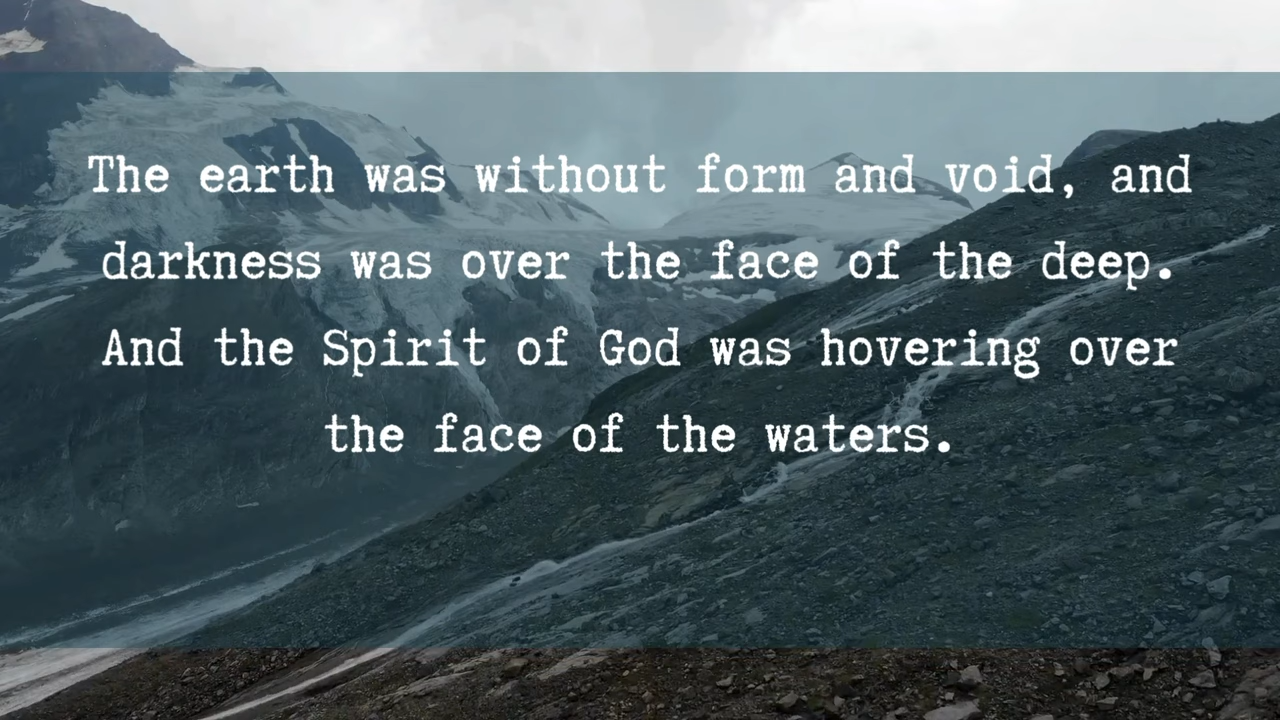 The earth was without form and void, and
darkness was over the face of the deep.
And the Spirit of God was hovering over
the face of the waters.